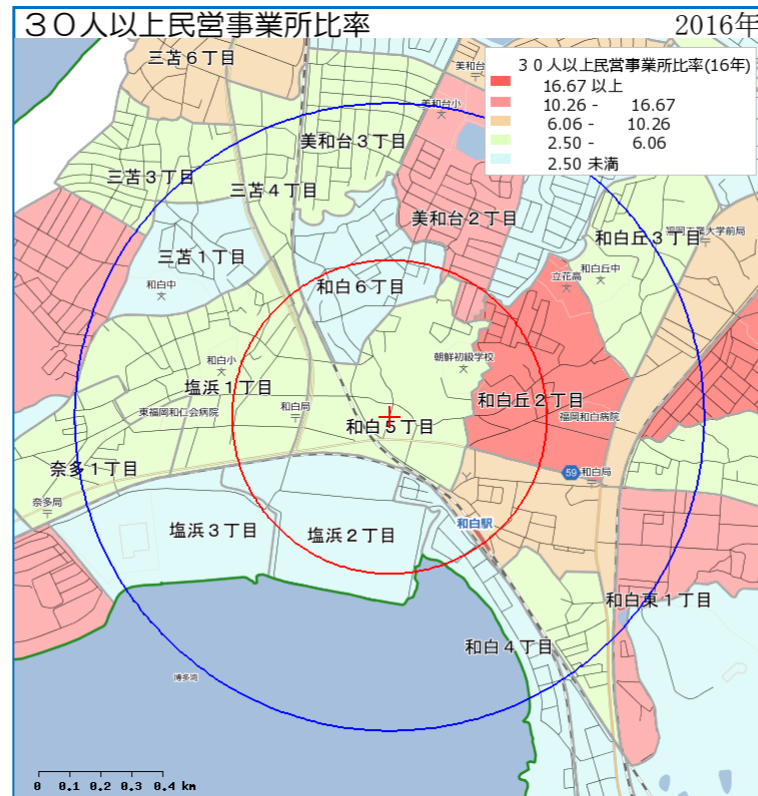 ３０人以上民営事業所比率
2016年
３０人以上民営事業所比率(16年)
16.67 以上
10.26 - 16.67
6.06 - 10.26
2.50 - 6.06
2.50 未満
三苫６丁目
美和台
美和台小
美和台３丁目
三苫３丁目
三苫４丁目
美和台２丁目
和白丘３丁目
三苫１丁目
和白中
和白６丁目
立花高
和白丘中
朝鮮初級学校
和白小
塩浜１丁目
東福岡和仁会病院
和白局
和白５丁目
和白丘２丁目
福岡和白病院
奈多１丁目
奈多局
59
和白局
和白駅
塩浜３丁目
塩浜２丁目
和白東１丁目
和白４丁目
博多湾
0 0.1 0.2 0.3 0.4 km